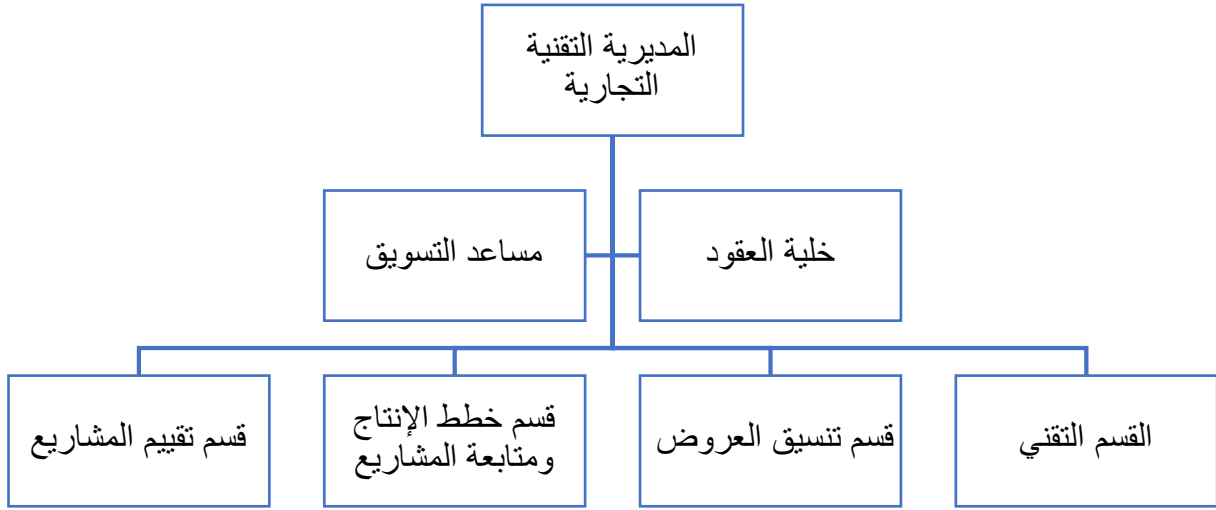 المديرية التقنية
التجارية
خلية العقود
مساعد التسويق
القسم التقني
قسم تنسيق العروض
قسم خطط الإنتاج
ومتابعة المشاريع
قسم تقييم المشاريع